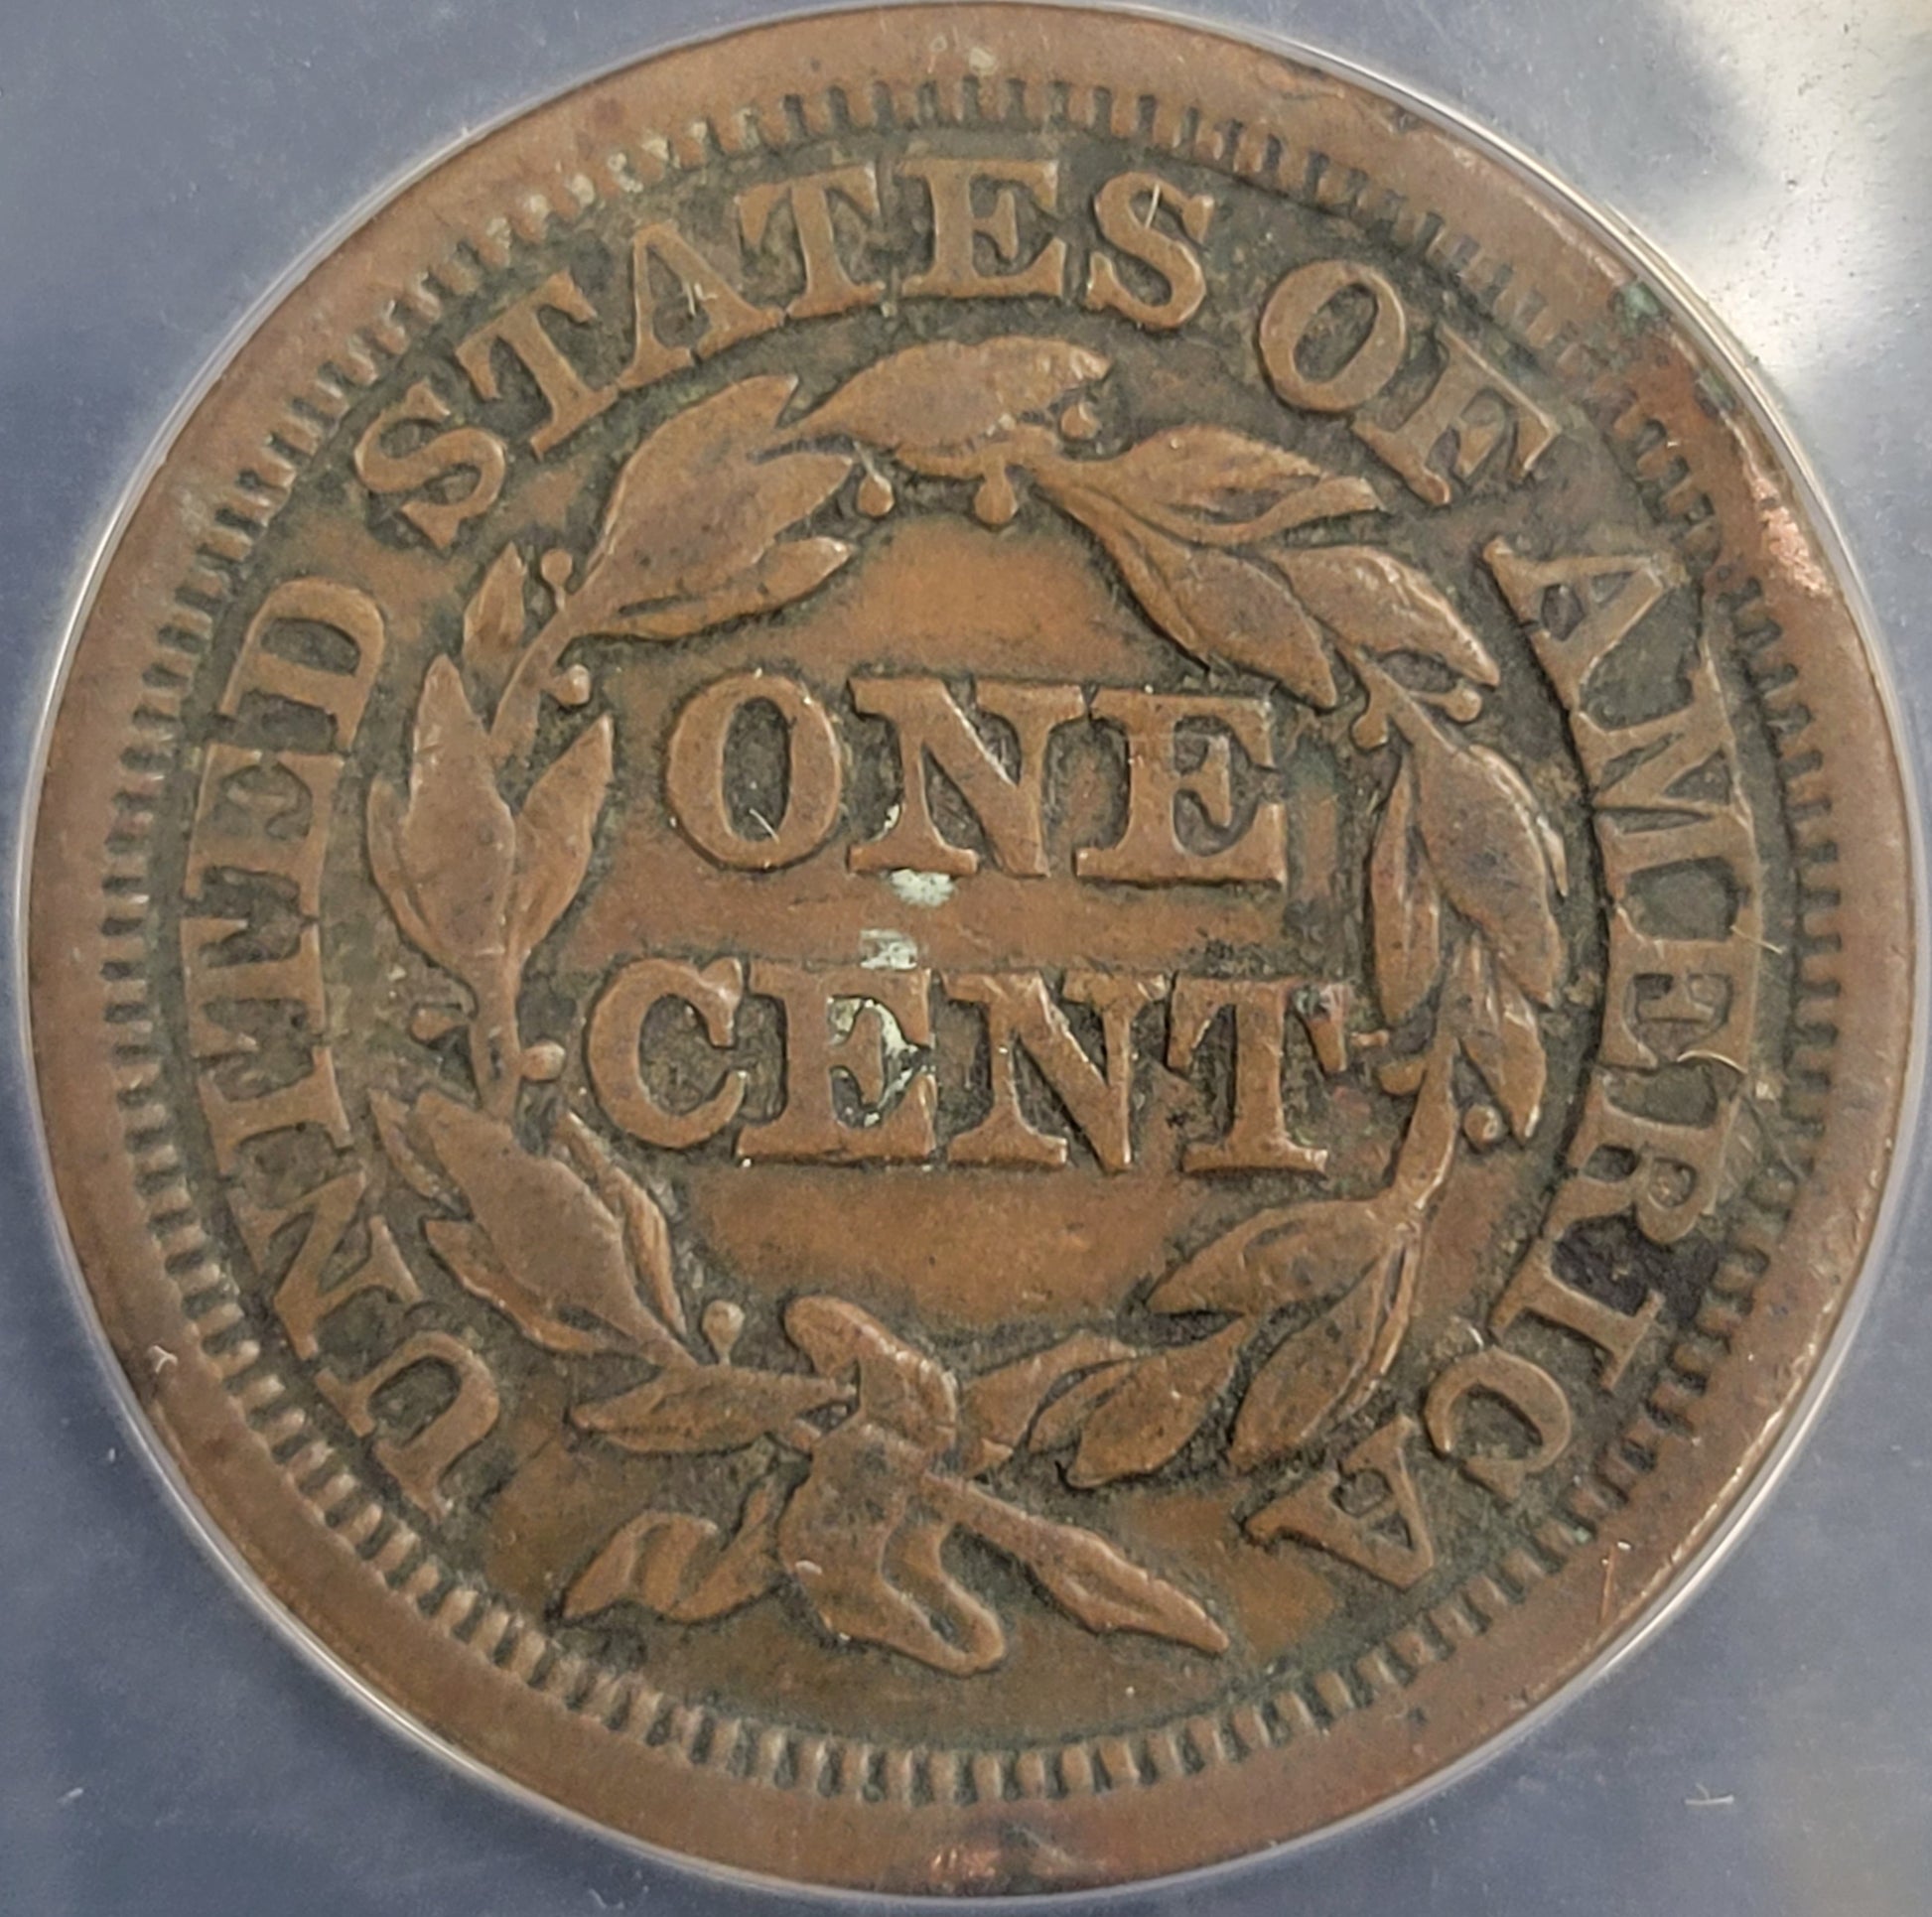 UNITED STATES OF AMERICA
ONE
CENT